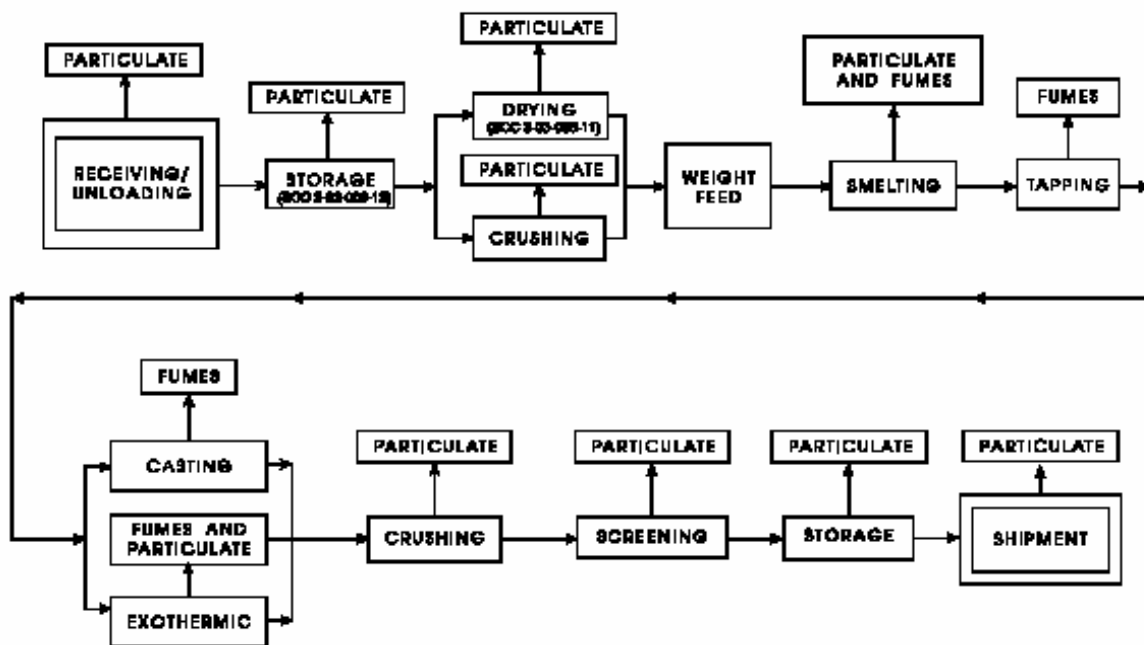 PARTICULATE
PARTICULATE
PARTICULATE
AND FUMES
PARTICULATE
FUMES
PARTICULATE
DRYING
RECEIVING/
UNLOADING
STORAGE
PARTICULATE
CRUSHING
WEIGHT
FEED
SMELTING
TAPPING
FUMES
CASTING
FUMES AND
PARTICULATE
EXOTHERMIC
PARTICULATE
CRUSHING
PARTICULATE
SCREENING
PARTICULATE
STORAGE
PARTICULATE
SHIPMENT